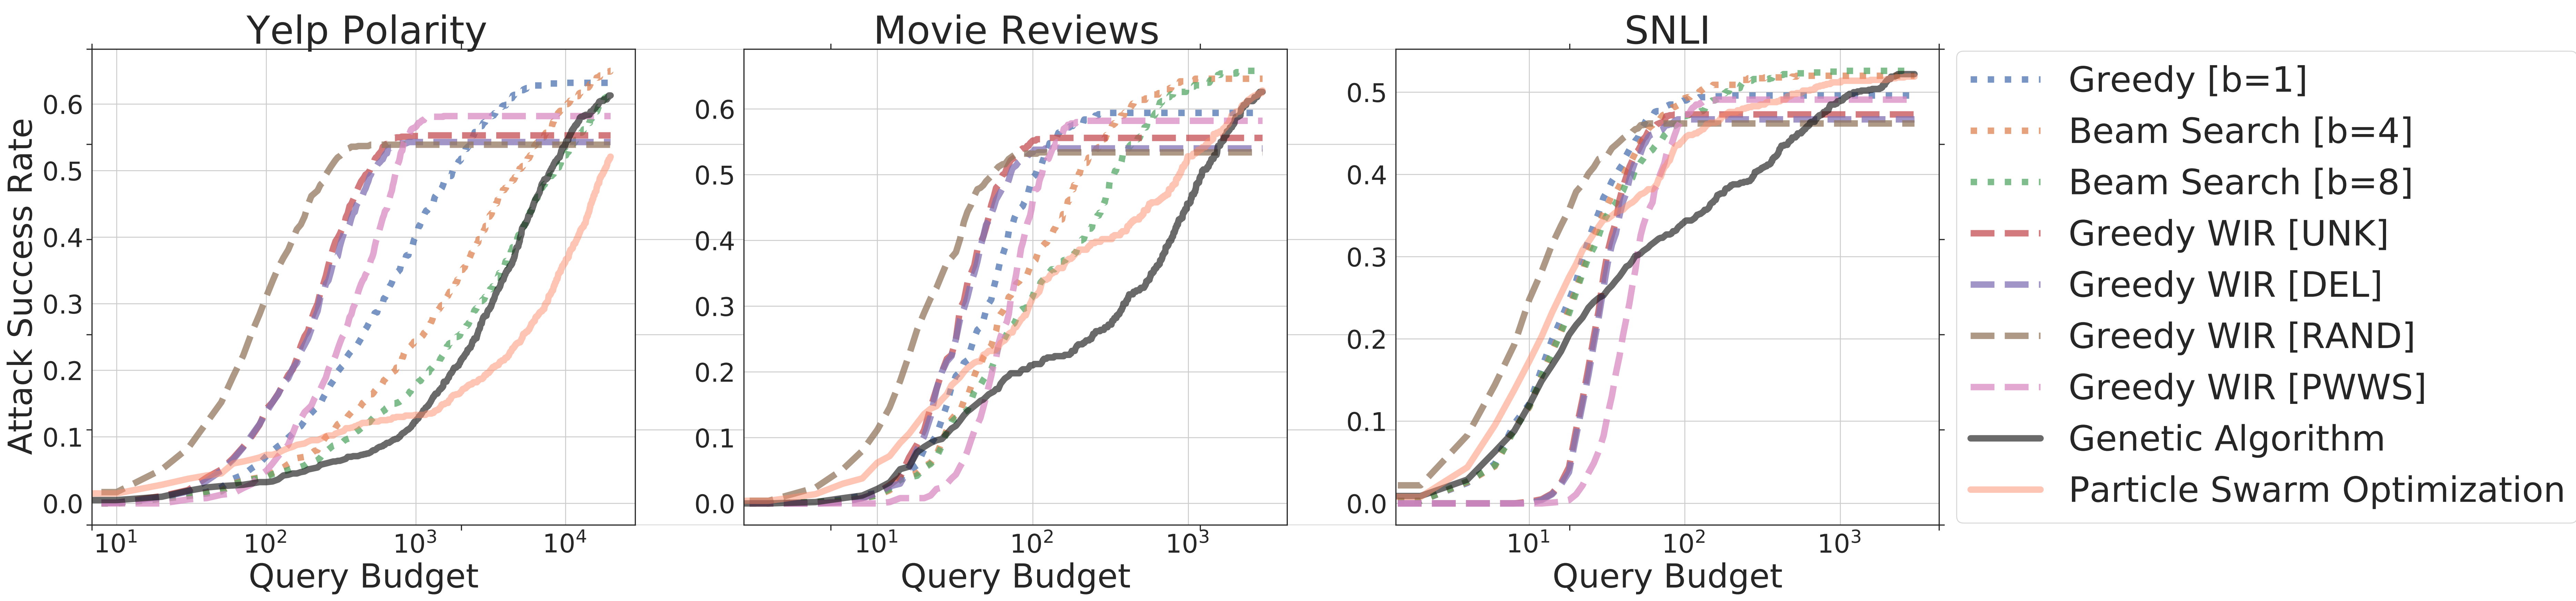 Yelp Polarity
Movie Reviews
SNLI
Attack Success Rate
0.6
0.5
0.4
0.3
0.2
0.1
0.0
10¹
10²
10³
10⁴
Query Budget
0.6
0.5
0.4
0.3
0.2
0.1
0.0
10¹
10²
10³
Query Budget
0.5
0.4
0.3
0.2
0.1
0.0
10¹
10²
10³
Query Budget
Greedy [b=1]
Beam Search [b=4]
Beam Search [b=8]
Greedy WIR [UNK]
Greedy WIR [DEL]
Greedy WIR [RAND]
Greedy WIR [PWWS]
Genetic Algorithm
Particle Swarm Optimization